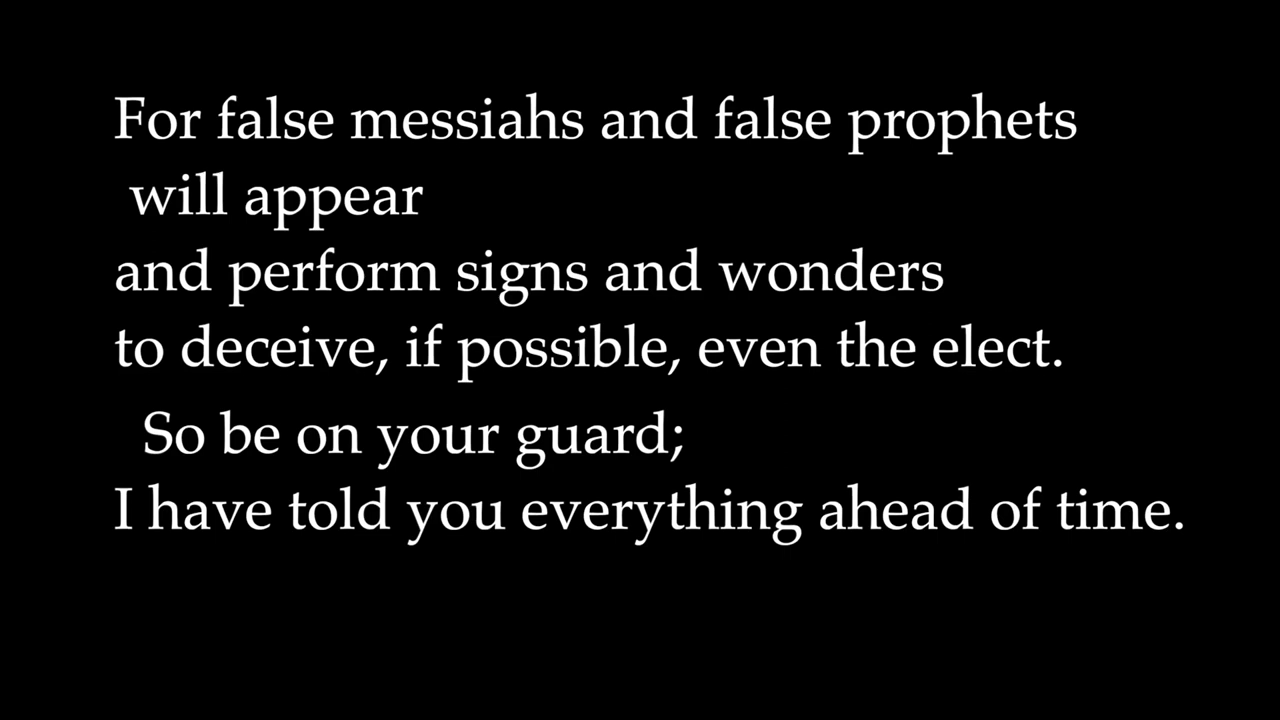 For false messiahs and false prophets
will appear
and perform signs and wonders
to deceive, if possible, even the elect.
So be on your guard;
I have told you everything ahead of time.